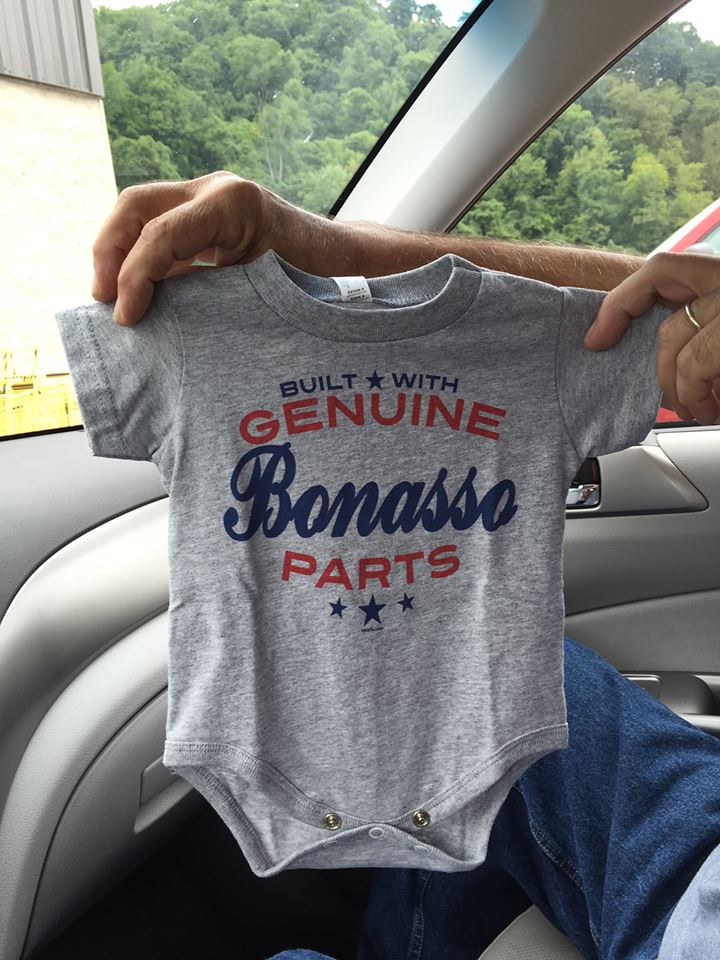 BUILT ★ WITH
GENUINE
Bonasso
PARTS